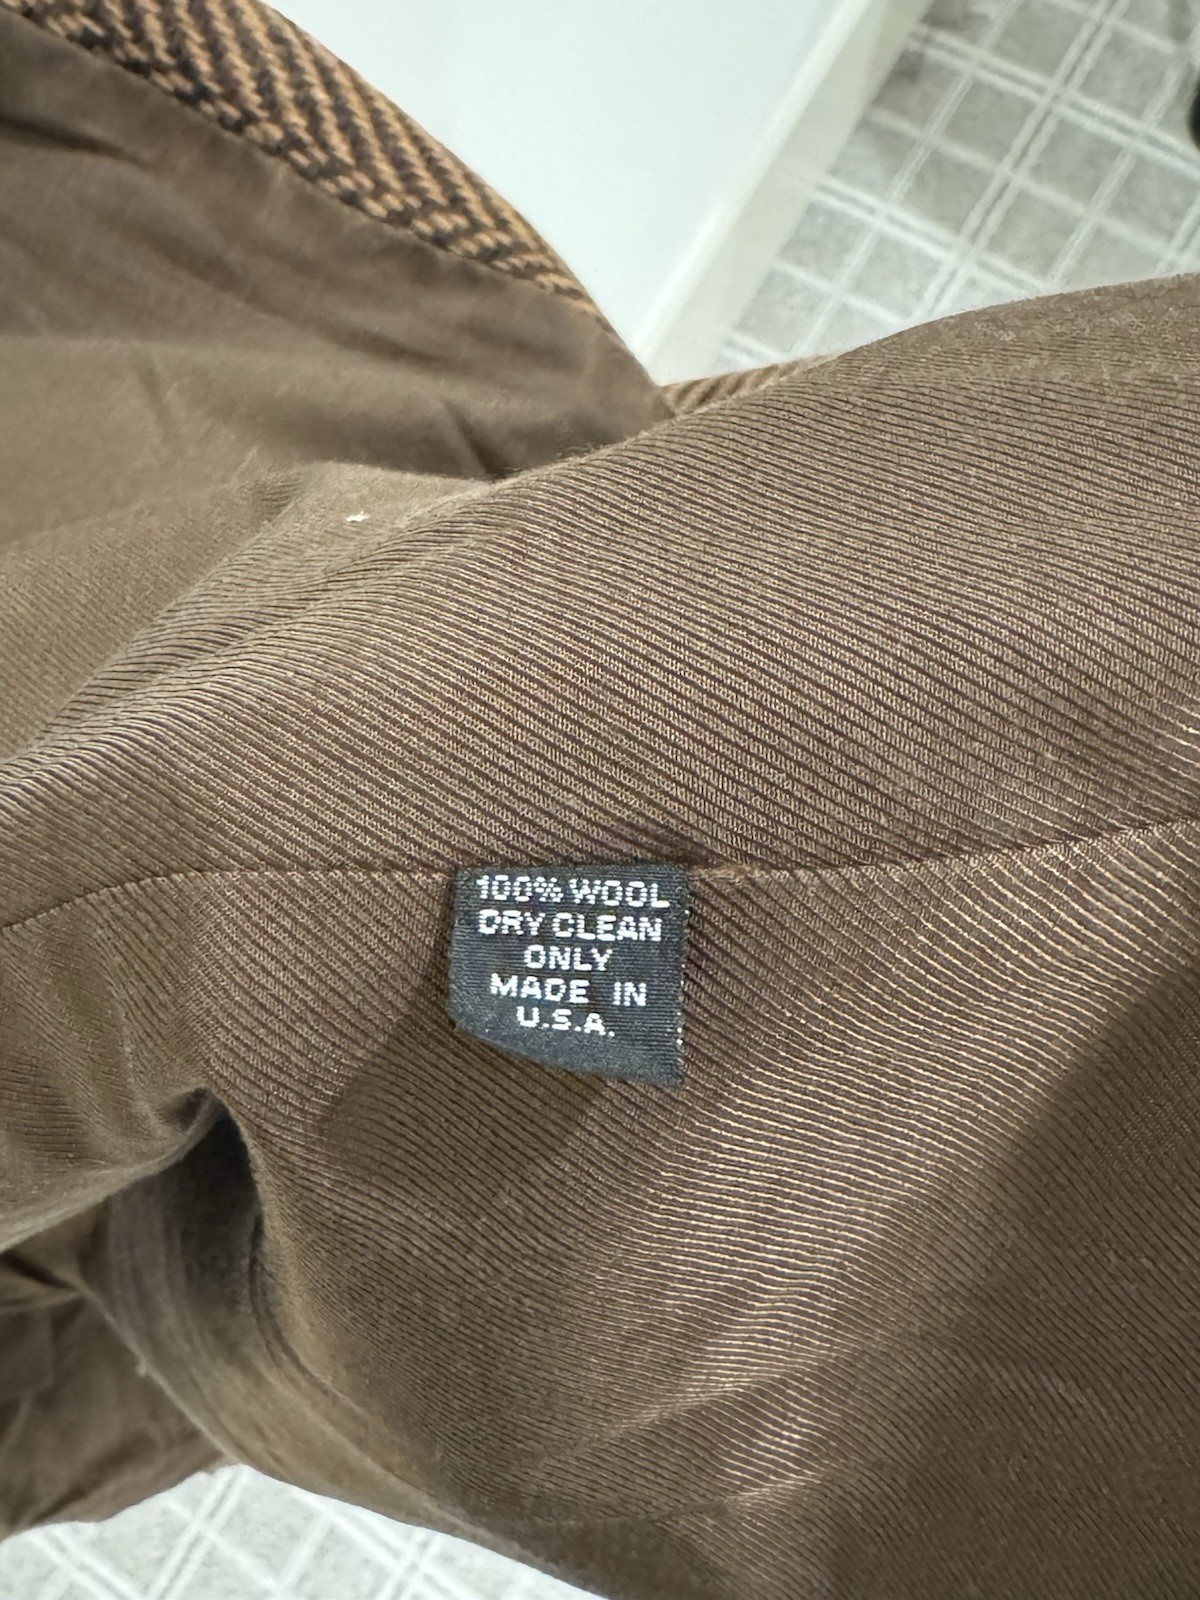 100% WOOL
DRY CLEAN
ONLY
MADE IN
U.S.A.